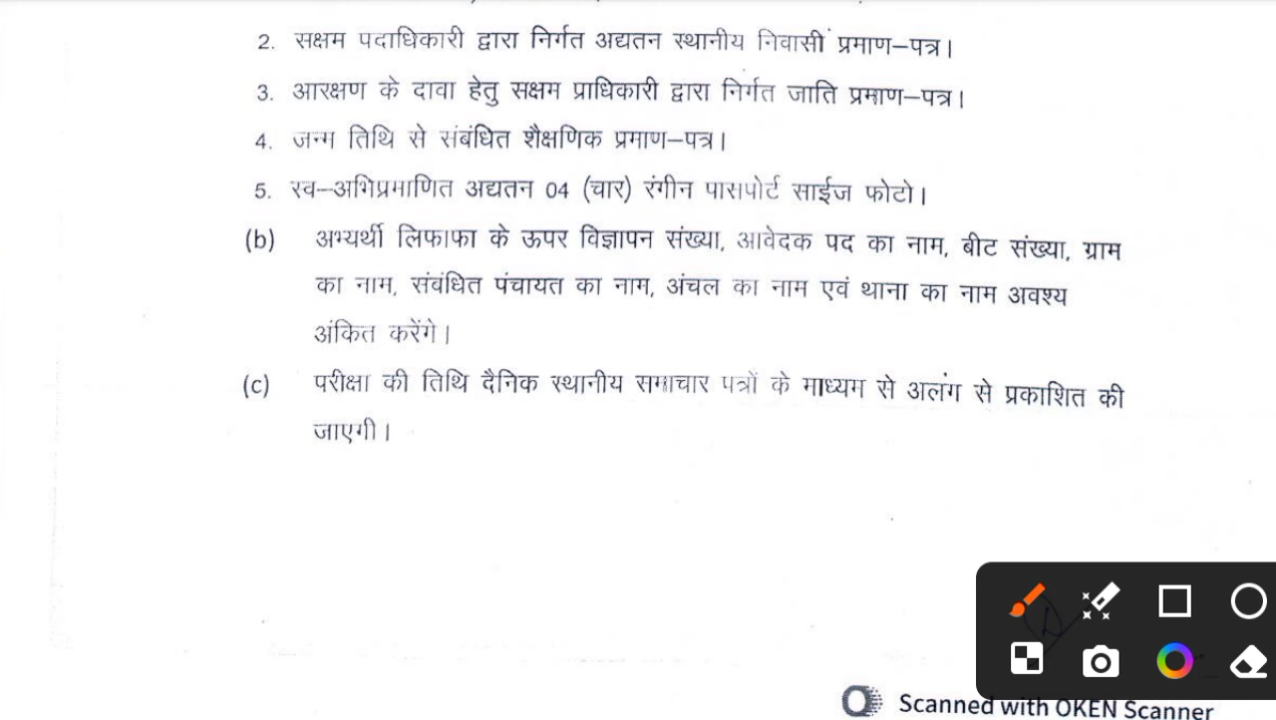 2. सक्षम पदाधिकारी द्वारा निर्गत अद्यतन स्थानीय निवासी प्रमाण–पत्र।
3. आरक्षण के दावा हेतु सक्षम प्राधिकारी द्वारा निर्गत जाति प्रमाण–पत्र।
4. जन्म तिथि से संबंधित शैक्षणिक प्रमाण–पत्र।
5. स्व–अभिप्रमाणित अद्यतन 04 (चार) रंगीन पासपोर्ट साईज फोटो।
(b) अभ्यर्थी लिफाफा के ऊपर विज्ञापन संख्या, आवेदक पद का नाम, बीट संख्या, ग्राम
का नाम, संबंधित पंचायत का नाम, अंचल का नाम एवं थाना का नाम अवश्य
अंकित करेंगे।
(c) परीक्षा की तिथि दैनिक स्थानीय समाचार पत्रों के माध्यम से अलंग से प्रकाशित की
जाएगी।
Scanned with OKEN Scanner